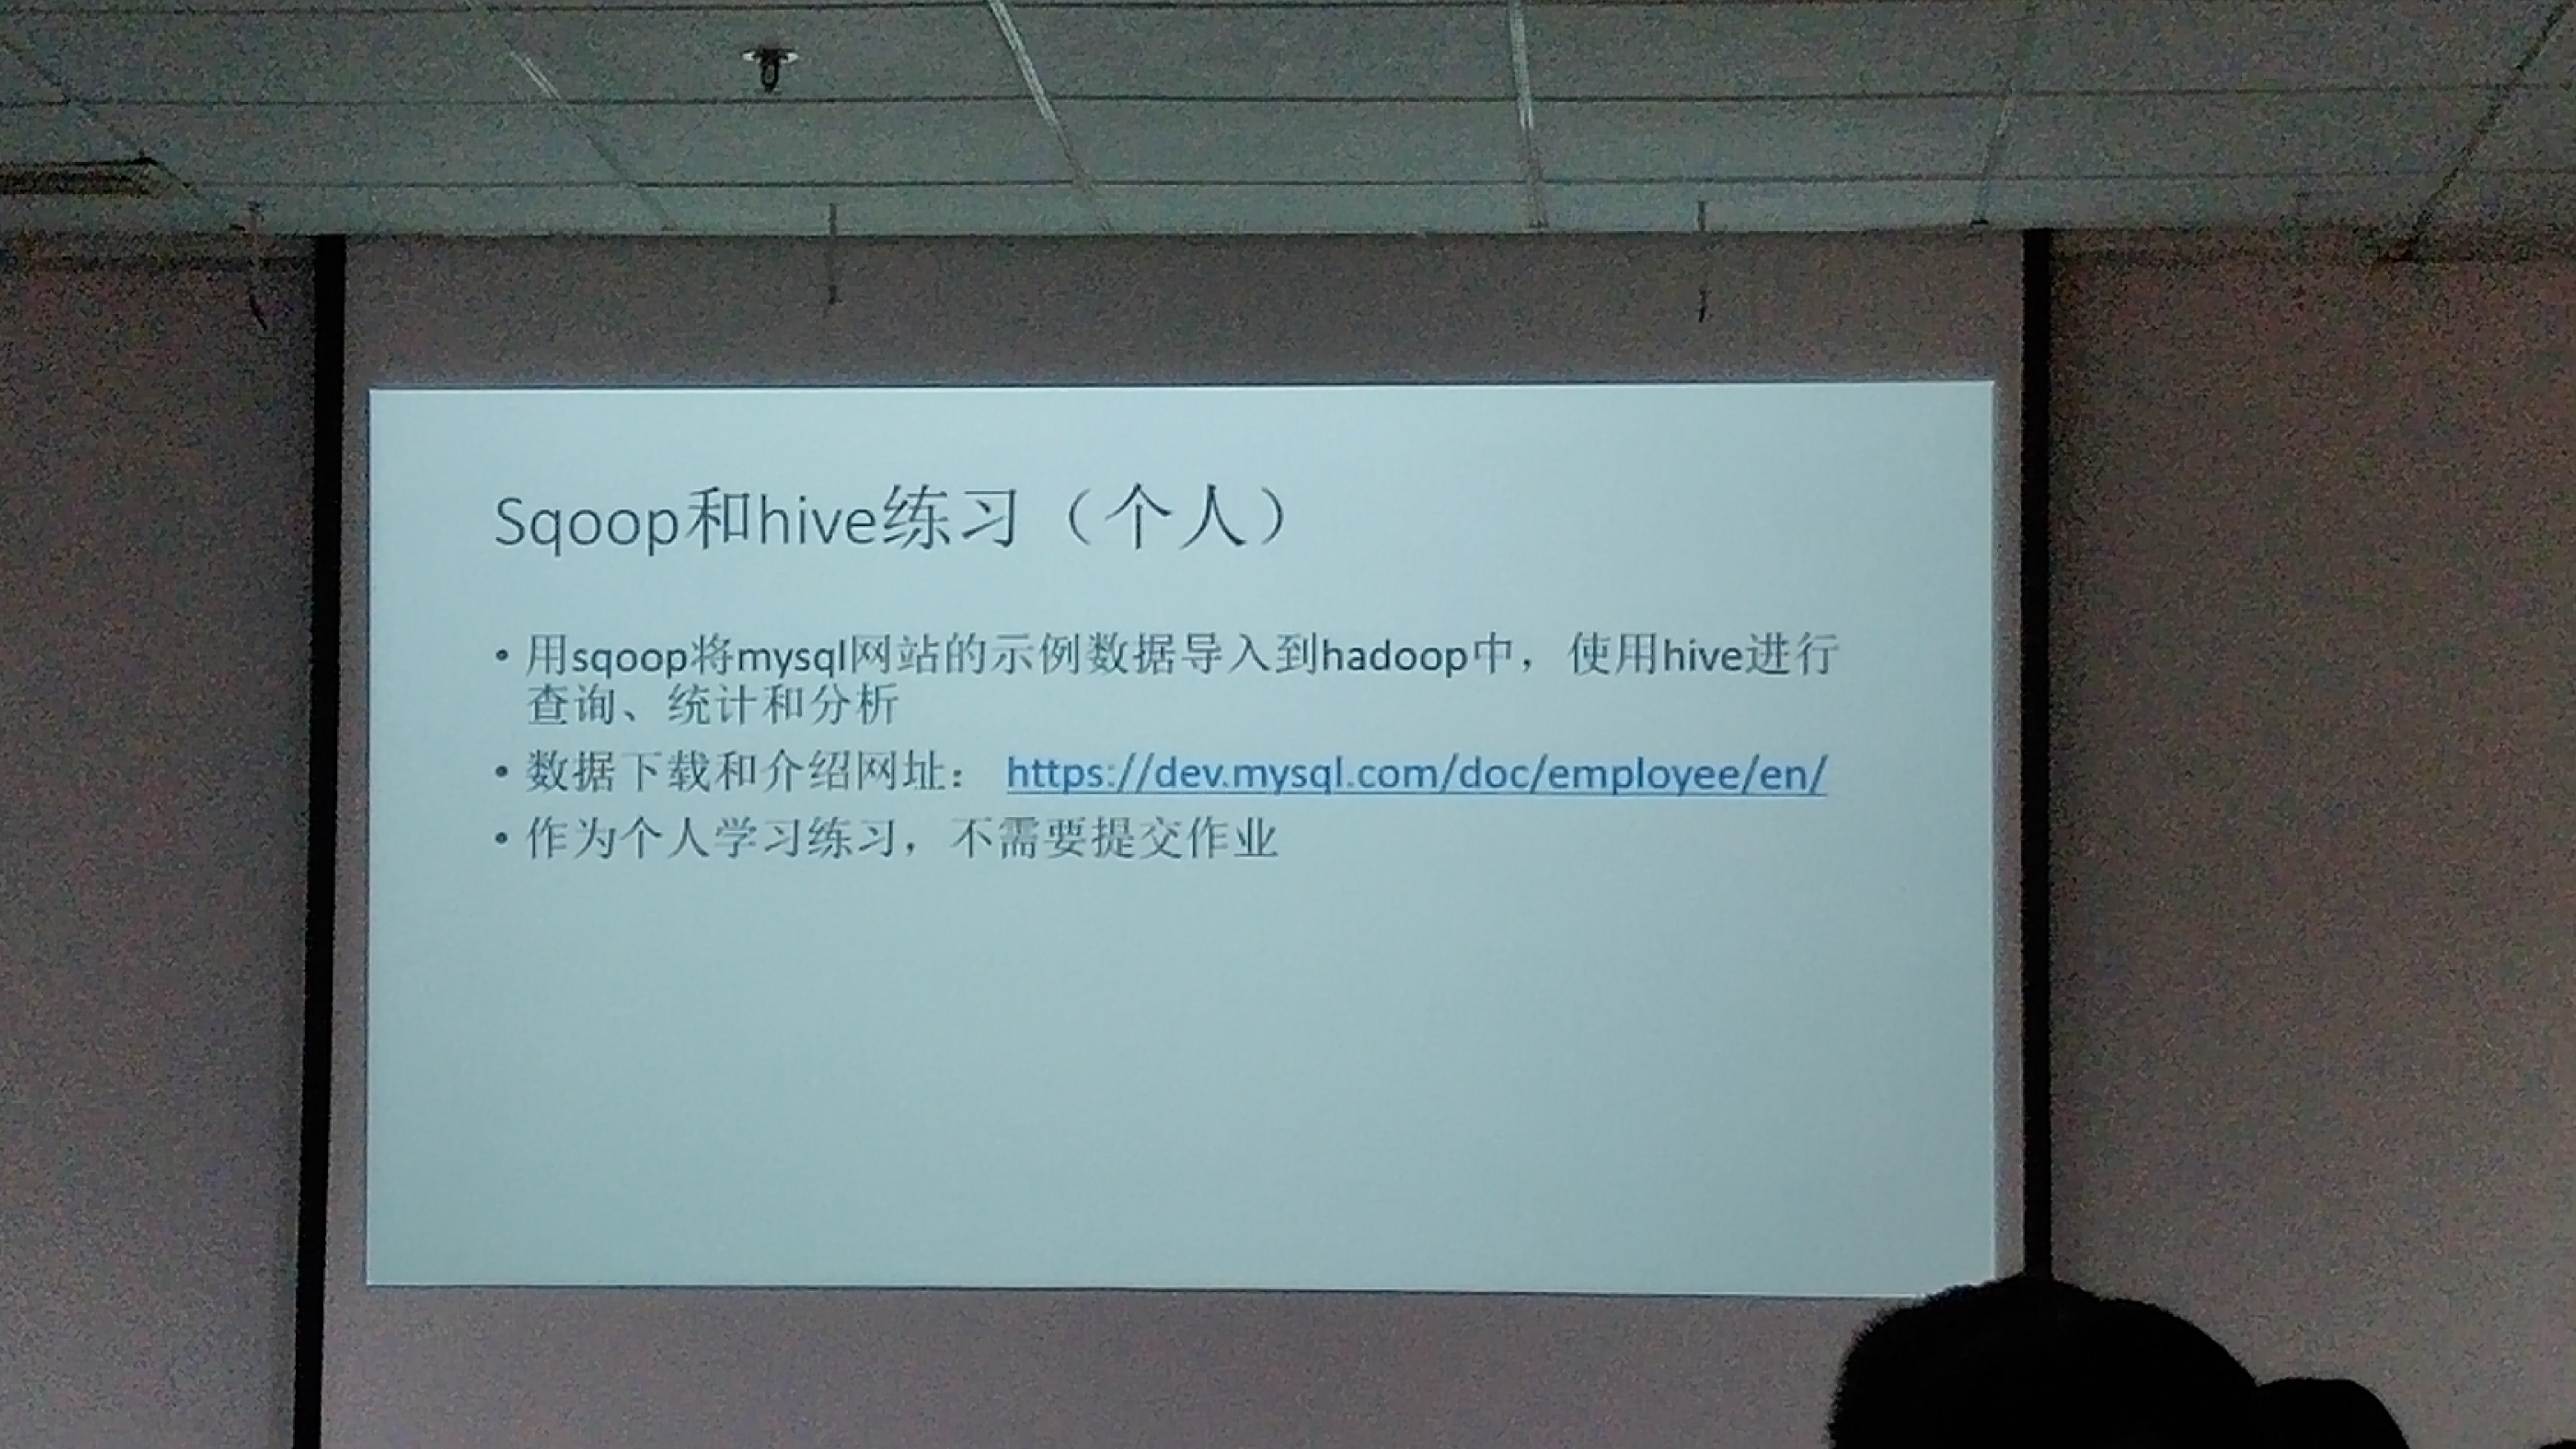 Sqoop和hive练习（个人）
• 用sqoop将mysql网站的示例数据导入到hadoop中，使用hive进行
查询、统计和分析
• 数据下载和介绍网址： https://dev.mysql.com/doc/employee/en/
• 作为个人学习练习，不需要提交作业